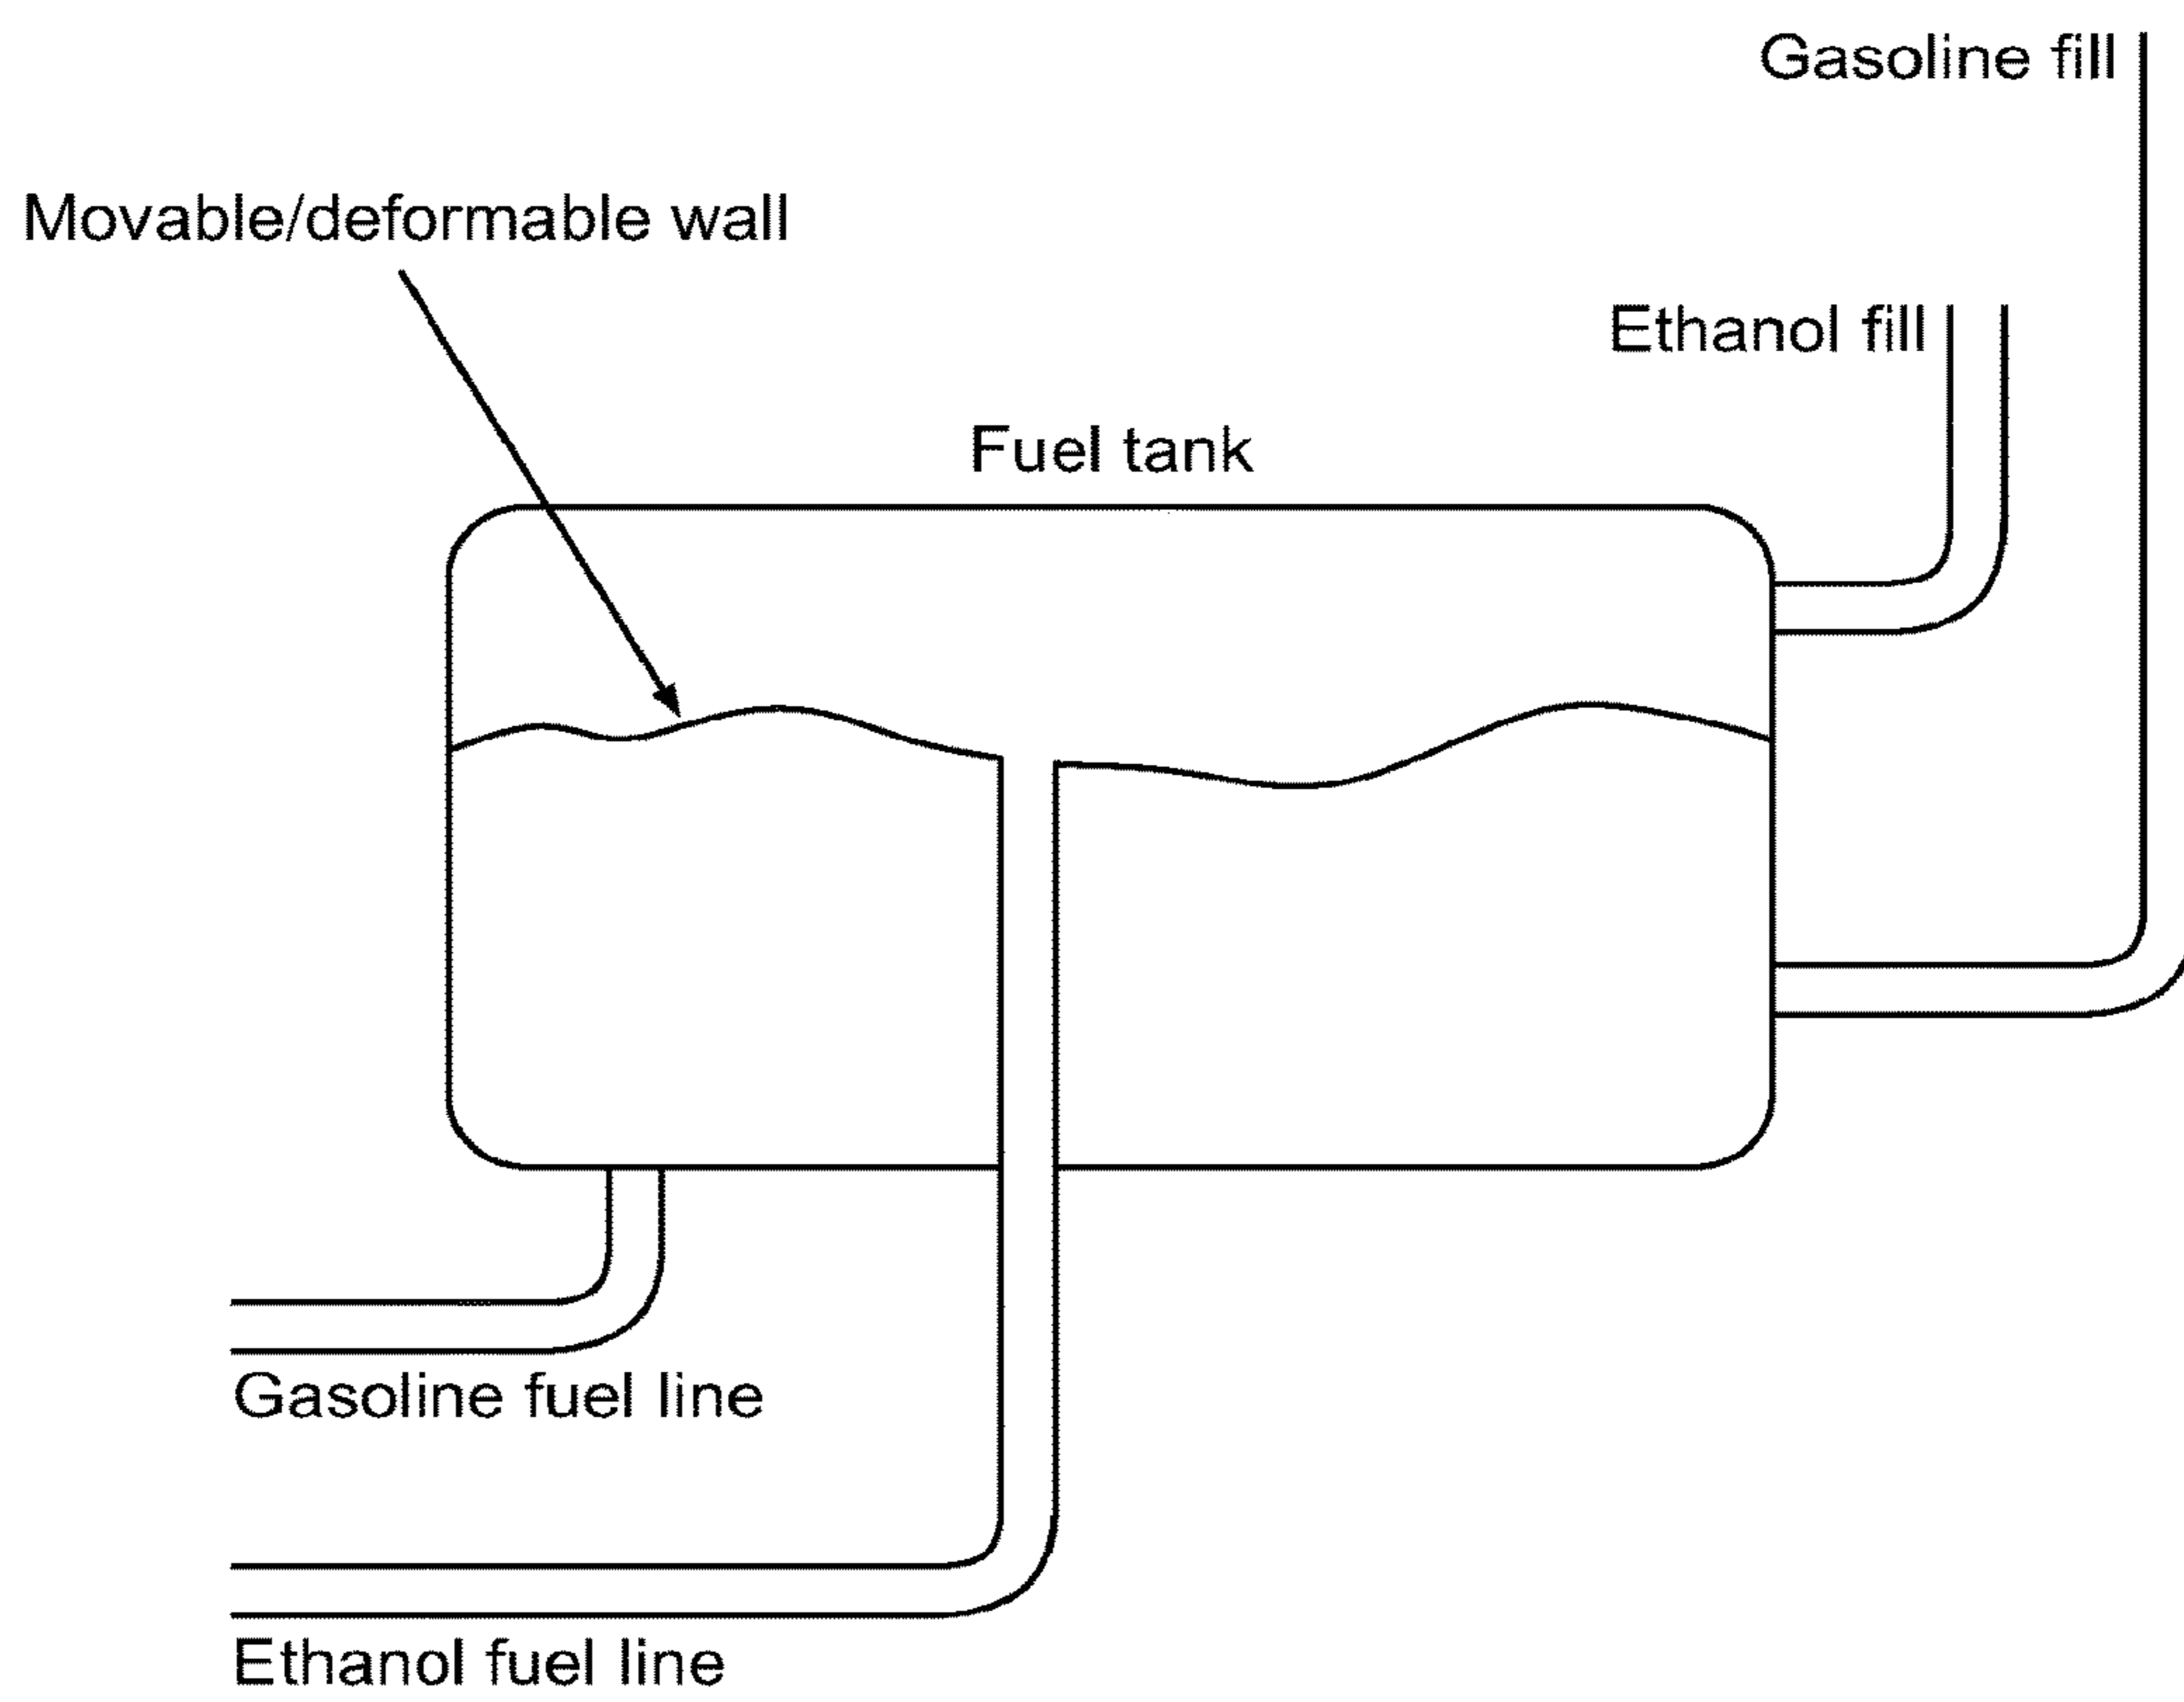 Gasoline fill
Movable/deformable wall
Ethanol fill
Fuel tank
Gasoline fuel line
Ethanol fuel line